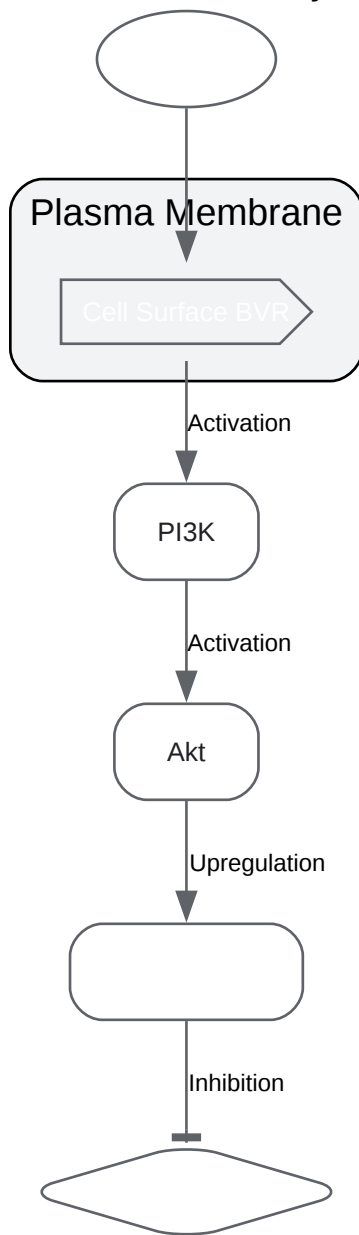 Plasma Membrane
Cell Surface BVR
Activation
PI3K
Activation
Akt
Upregulation
Inhibition